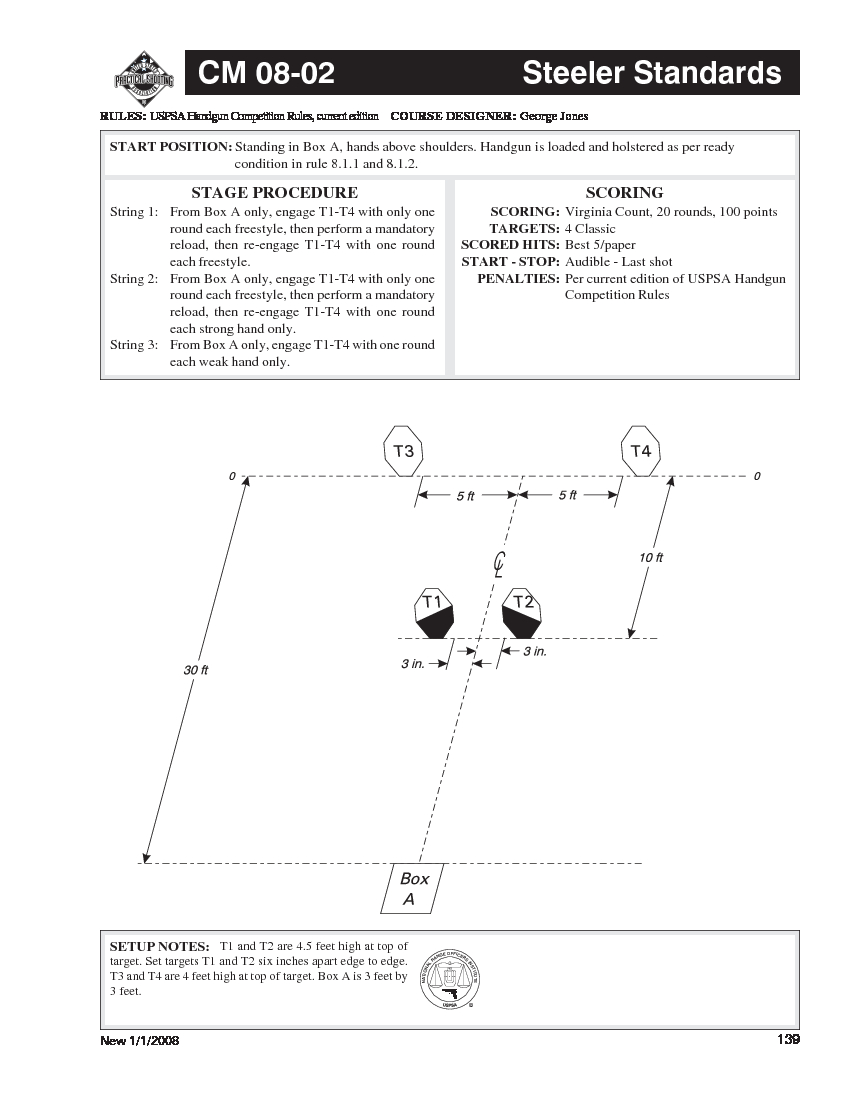 PRACTICAL SHOOTING
CM 08-02 Steeler Standards
RULES: USPSA Handgun Competition Rules, current edition COURSE DESIGNER: George Jones
START POSITION: Standing in Box A, hands above shoulders. Handgun is loaded and holstered as per ready
condition in rule 8.1.1 and 8.1.2.
STAGE PROCEDURE
String 1: From Box A only, engage T1-T4 with only one
round each freestyle, then perform a mandatory
reload, then re-engage T1-T4 with one round
each freestyle.
String 2: From Box A only, engage T1-T4 with only one
round each freestyle, then perform a mandatory
reload, then re-engage T1-T4 with one round
each strong hand only.
String 3: From Box A only, engage T1-T4 with one round
each weak hand only.
SCORING
SCORING: Virginia Count, 20 rounds, 100 points
TARGETS: 4 Classic
SCORED HITS: Best 5/paper
START - STOP: Audible - Last shot
PENALTIES: Per current edition of USPSA Handgun
Competition Rules
T3 T4
0 0
5 ft 5 ft
10 ft
T1 T2
3 in. 3 in.
30 ft
Box
A
SETUP NOTES: T1 and T2 are 4.5 feet high at top of
target. Set targets T1 and T2 six inches apart edge to edge.
T3 and T4 are 4 feet high at top of target. Box A is 3 feet by
3 feet.
USPSA
New 1/1/2008 139